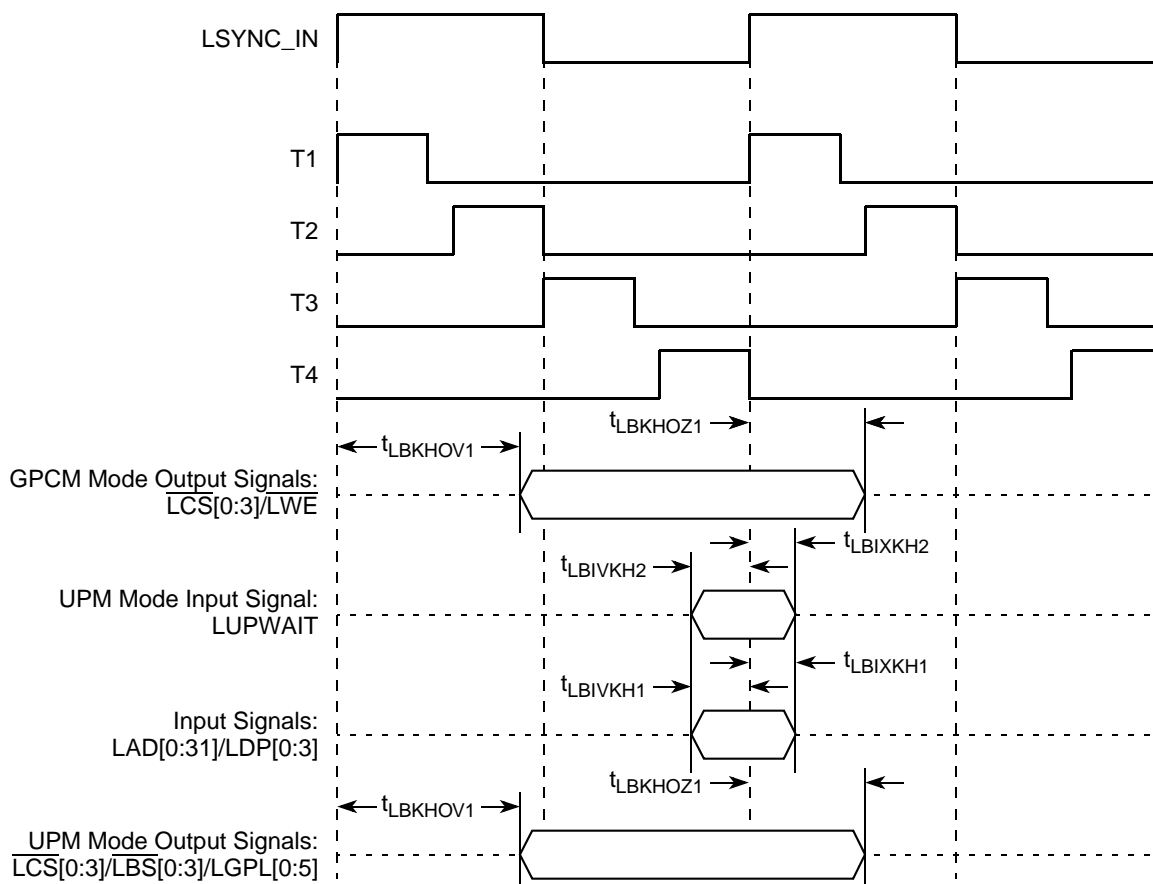 LSYNC_IN
T1
T2
T3
T4
tLBKHOZ1
tLBKHOV1
GPCM Mode Output Signals:
LCS[0:3]/LWE
tLBIXKH2
tLBIVKH2
UPM Mode Input Signal:
LUPWAIT
tLBIXKH1
tLBIVKH1
Input Signals:
LAD[0:31]/LDP[0:3]
tLBKHOZ1
tLBKHOV1
UPM Mode Output Signals:
LCS[0:3]/LBS[0:3]/LGPL[0:5]